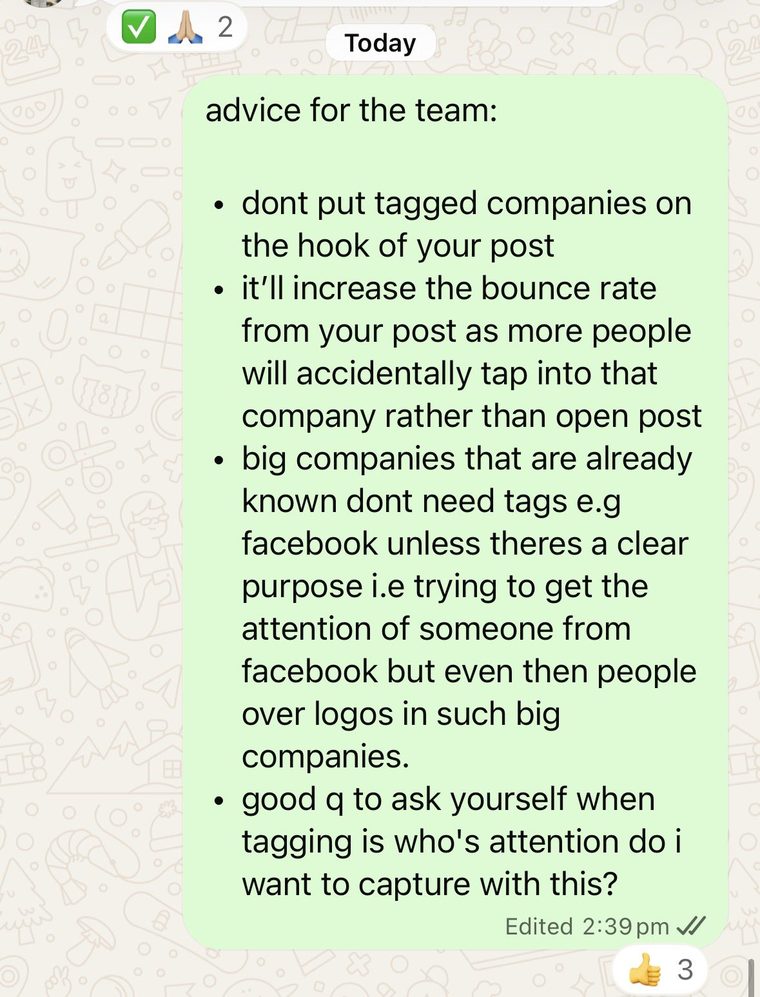 ✅ 🙏🏼 2
Today
advice for the team:
• dont put tagged companies on
the hook of your post
• it’ll increase the bounce rate
from your post as more people
will accidentally tap into that
company rather than open post
• big companies that are already
known dont need tags e.g
facebook unless theres a clear
purpose i.e trying to get the
attention of someone from
facebook but even then people
over logos in such big
companies.
• good q to ask yourself when
tagging is who's attention do i
want to capture with this?
Edited 2:39 pm
👍 3